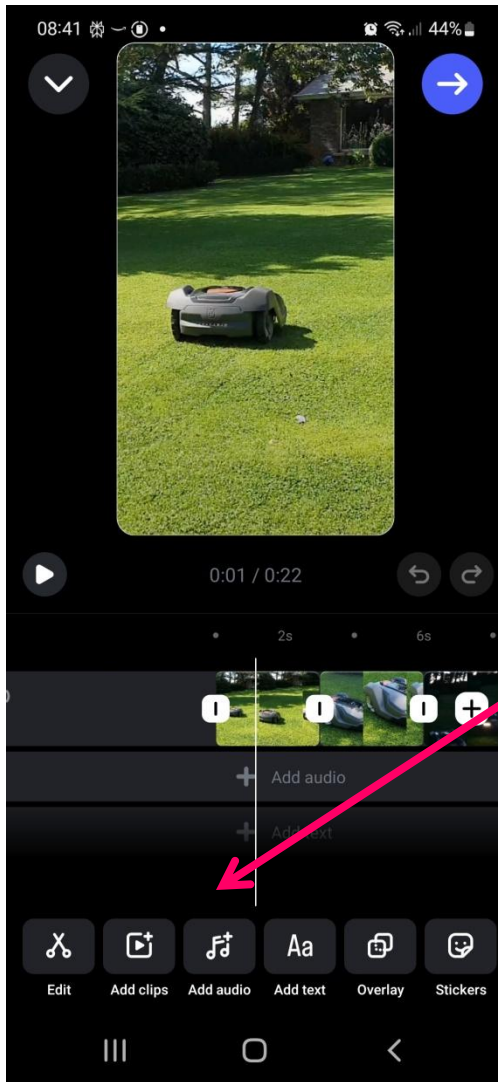 08:41
44%
0:01 / 0:22
2s
6s
Add audio
Add text
Aa
Edit
Add clips
Add audio
Add text
Overlay
Stickers